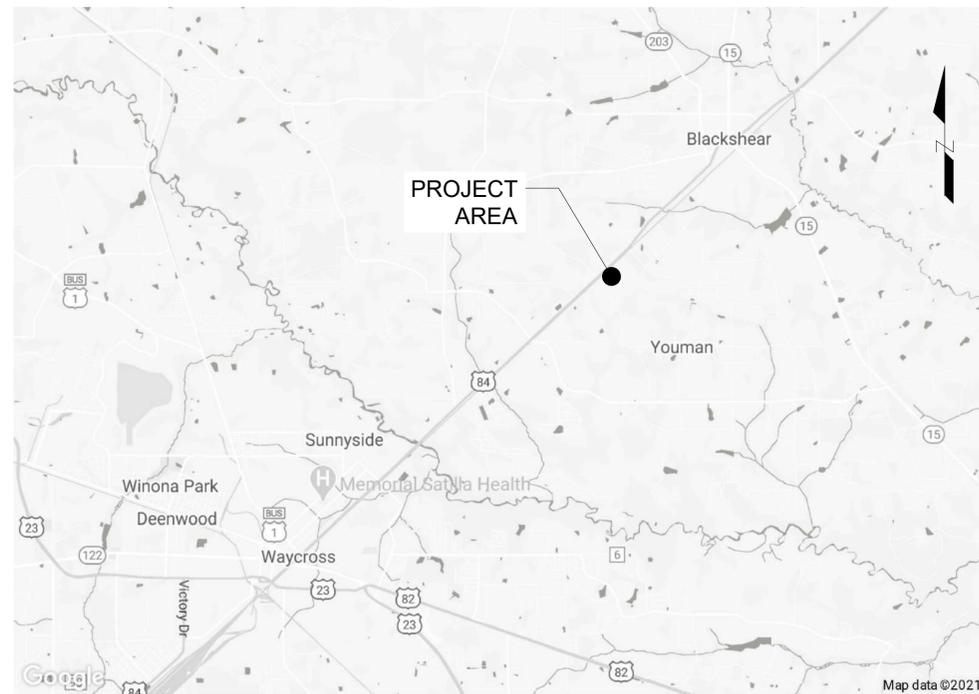 203
15
Blackshear
N
PROJECT
AREA
15
BUS
1
Youman
84
15
Sunnyside
H Memorial Satilla Health
Winona Park
Deenwood
BUS
1
23
122
Waycross
6
23
82
23
Victory Dr
82
Google
84
Map data ©2021